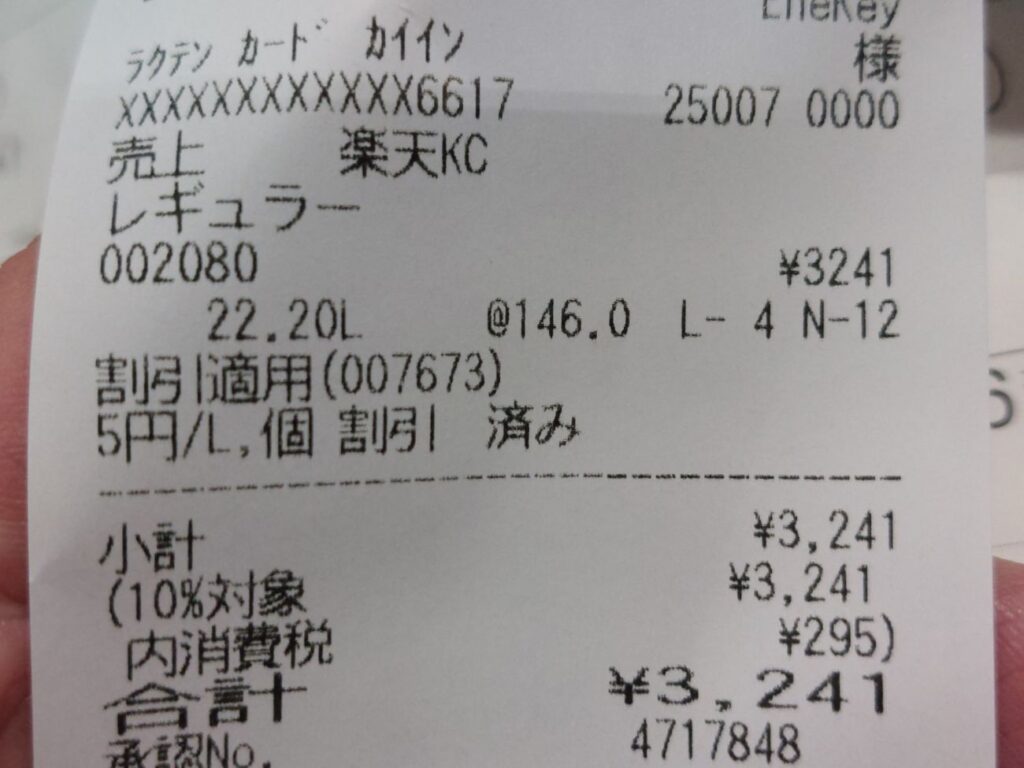 EneKey
ラクテン カード カイイン 様
XXXXXXXXXXXX6617 25007 0000
売上 楽天KC
レギュラー
002080 ¥3241
22.20L @146.0 L- 4 N-12
割引適用(007673)
5円/L,個 割引 済み
小計 ¥3,241
(10%対象 ¥3,241
内消費税 ¥295)
合計 ¥3,241
承認No. 4717848